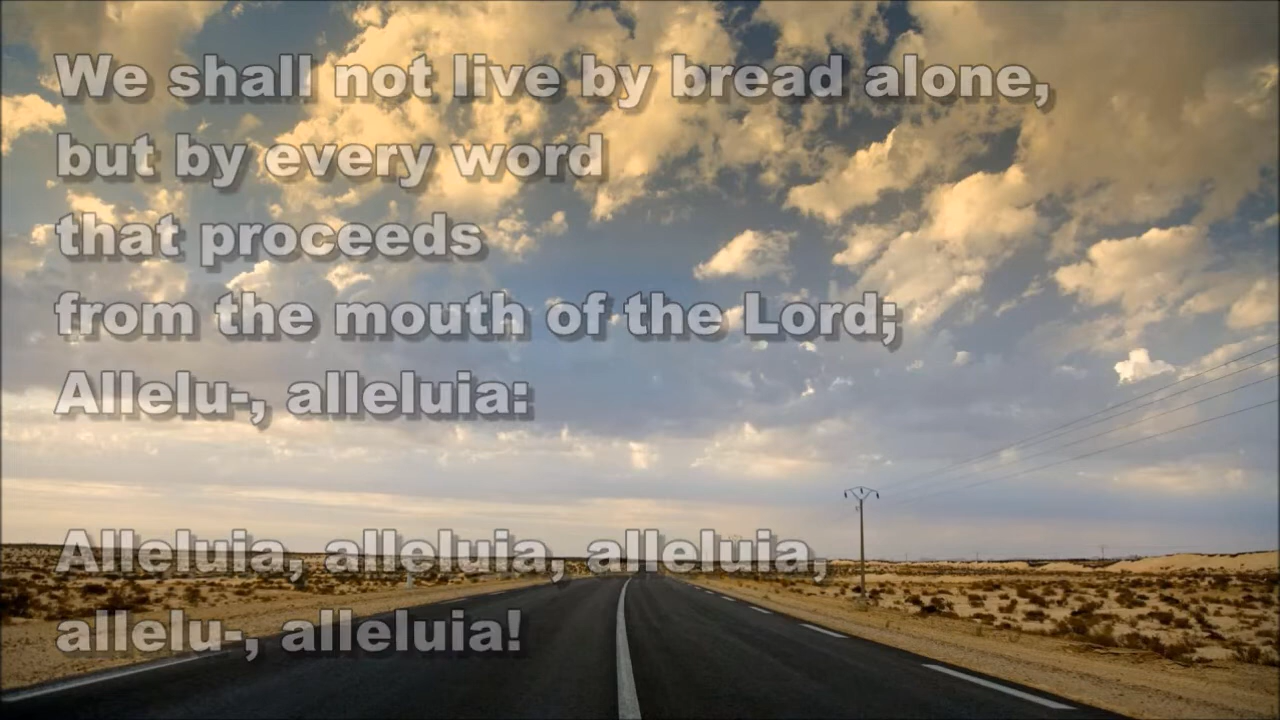 We shall not live by bread alone,
but by every word
that proceeds
from the mouth of the Lord;
Allelu-, alleluia:
Alleluia, alleluia, alleluia,
allelu-, alleluia!